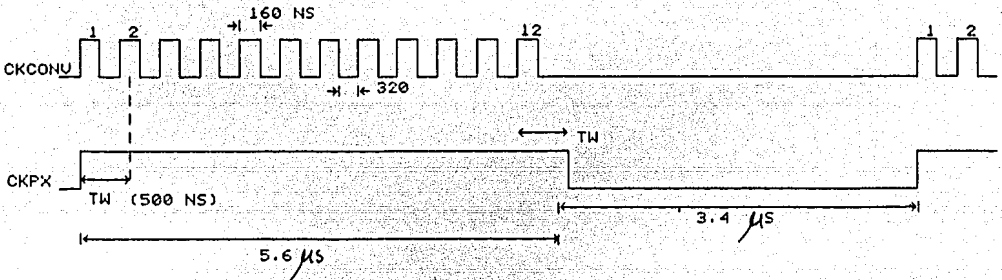 160 NS
1 2 12 1 2
CKCONV
320
TW
CKPX
TW (500 NS)
3.4 µS
5.6 µS